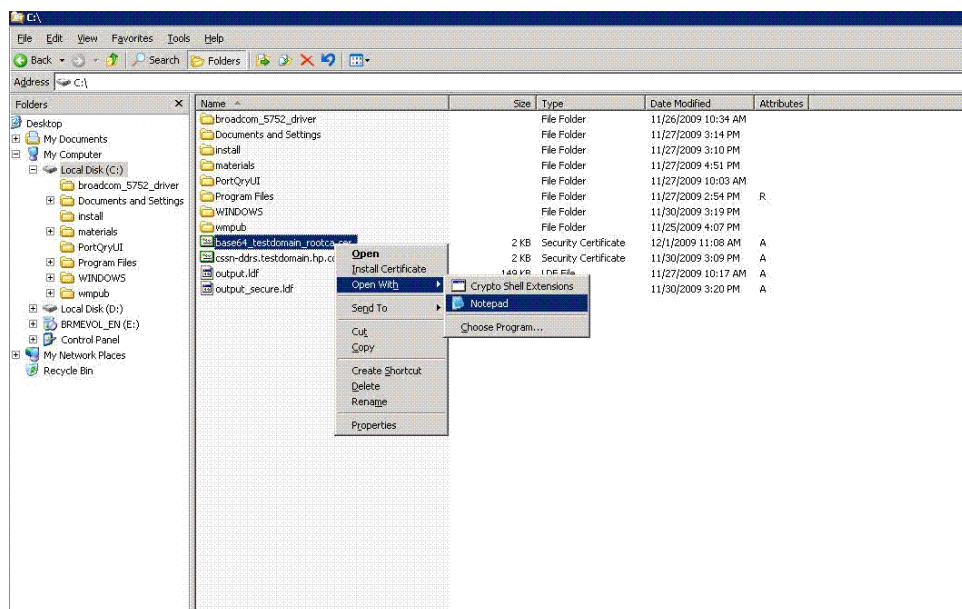 C:\
File Edit View Favorites Tools Help
Back Search Folders
Address C:\
Folders
Desktop
My Documents
My Computer
Local Disk (C:)
broadcom_5752_driver
Documents and Settings
install
materials
PortQryUI
Program Files
WINDOWS
wmpub
Local Disk (D:)
BRMEVOL_EN (E:)
Control Panel
My Network Places
Recycle Bin
Name Size Type Date Modified Attributes
broadcom_5752_driver File Folder 11/26/2009 10:34 AM
Documents and Settings File Folder 11/27/2009 3:14 PM
install File Folder 11/27/2009 3:10 PM
materials File Folder 11/27/2009 4:51 PM
PortQryUI File Folder 11/27/2009 10:03 AM
Program Files File Folder 11/27/2009 2:54 PM R
WINDOWS File Folder 11/30/2009 3:19 PM
wmpub File Folder 11/25/2009 4:07 PM
base64_testdomain_rootca.cer 2 KB Security Certificate 12/1/2009 11:08 AM A
cssn-ddrs.testdomain.hp.co 2 KB Security Certificate 11/30/2009 3:09 PM A
output.ldf 149 KB LDF File 11/27/2009 10:17 AM A
output_secure.ldf 11/30/2009 3:20 PM A
Open
Install Certificate
Open With
Send To
Cut
Copy
Create Shortcut
Delete
Rename
Properties
Crypto Shell Extensions
Notepad
Choose Program...